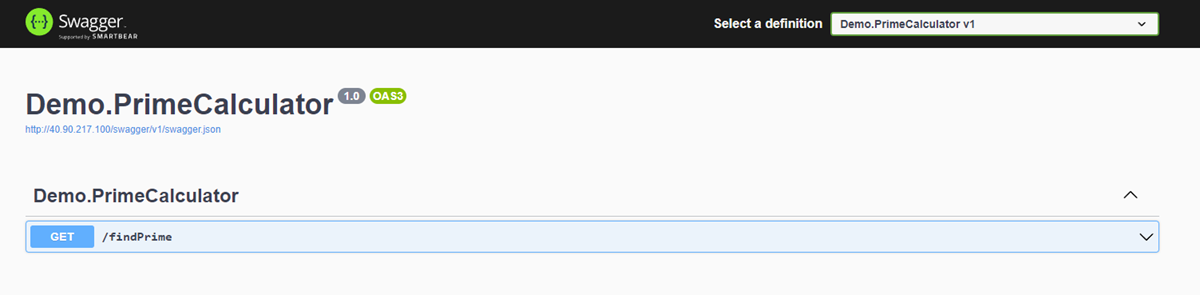 Swagger.
Supported by SMARTBEAR
Select a definition
Demo.PrimeCalculator v1
Demo.PrimeCalculator 1.0 OAS3
http://40.90.217.100/swagger/v1/swagger.json
Demo.PrimeCalculator
GET /findPrime